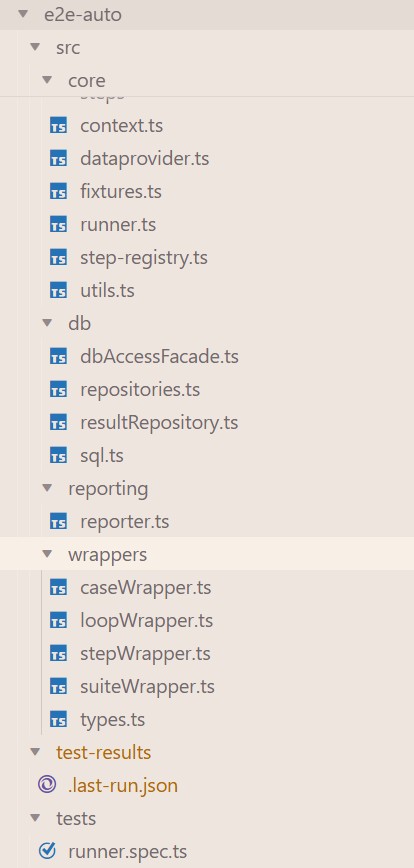 e2e-auto
src
core
steps
TS context.ts
TS dataprovider.ts
TS fixtures.ts
TS runner.ts
TS step-registry.ts
TS utils.ts
db
TS dbAccessFacade.ts
TS repositories.ts
TS resultRepository.ts
TS sql.ts
reporting
TS reporter.ts
wrappers
TS caseWrapper.ts
TS loopWrapper.ts
TS stepWrapper.ts
TS suiteWrapper.ts
TS types.ts
test-results
.last-run.json
tests
runner.spec.ts